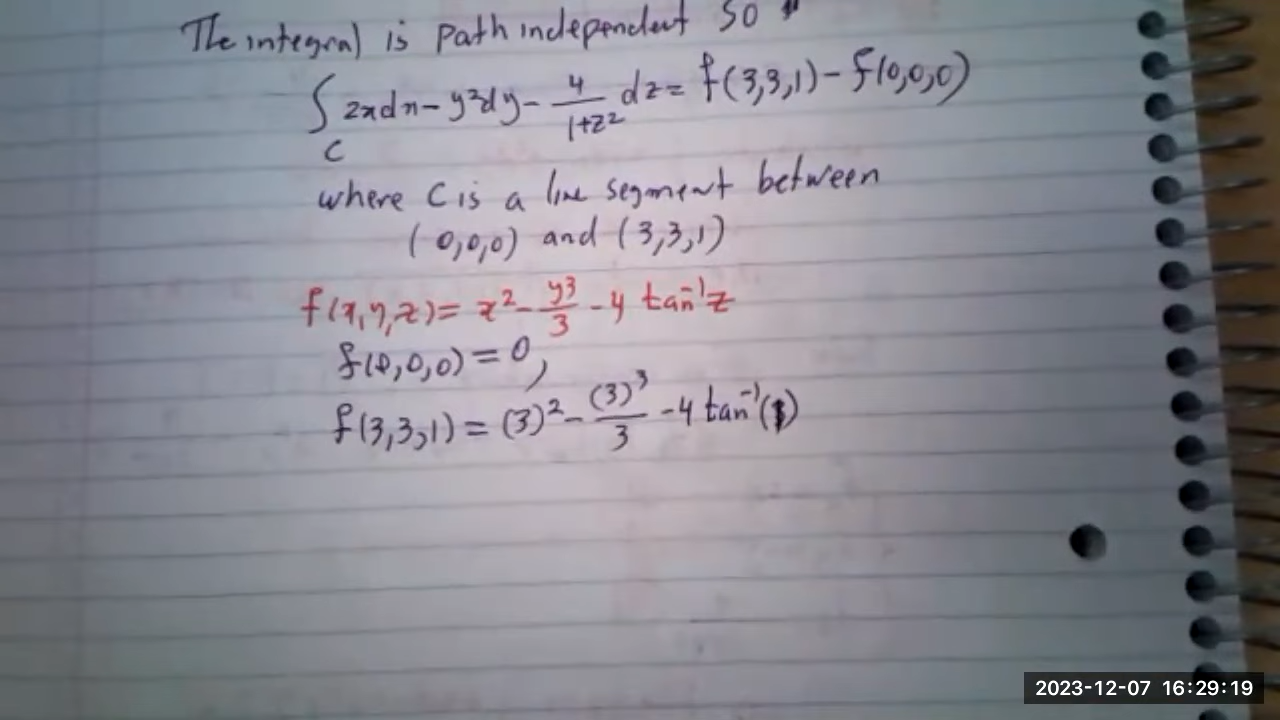 The integral is path independent so
∫_C 2xdx - y²dy - 4/(1+z²) dz = f(3,3,1) - f(0,0,0)
where C is a line segment between
(0,0,0) and (3,3,1)
f(x,y,z) = x² - y³/3 - 4 tan⁻¹z
f(0,0,0) = 0,
f(3,3,1) = (3)² - (3)³/3 - 4 tan⁻¹(1)
2023-12-07 16:29:19